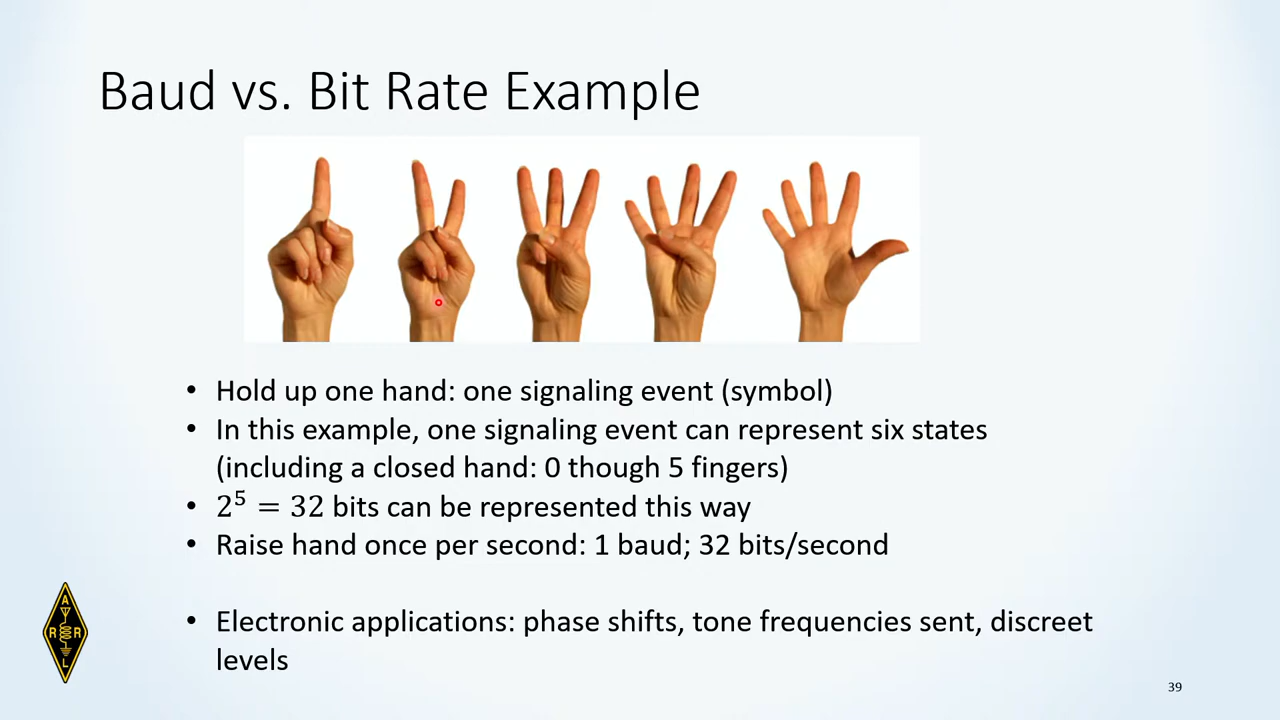 Baud vs. Bit Rate Example
• Hold up one hand: one signaling event (symbol)
• In this example, one signaling event can represent six states
(including a closed hand: 0 though 5 fingers)
• 2⁵ = 32 bits can be represented this way
• Raise hand once per second: 1 baud; 32 bits/second
• Electronic applications: phase shifts, tone frequencies sent, discreet
levels
A
R R
L
39